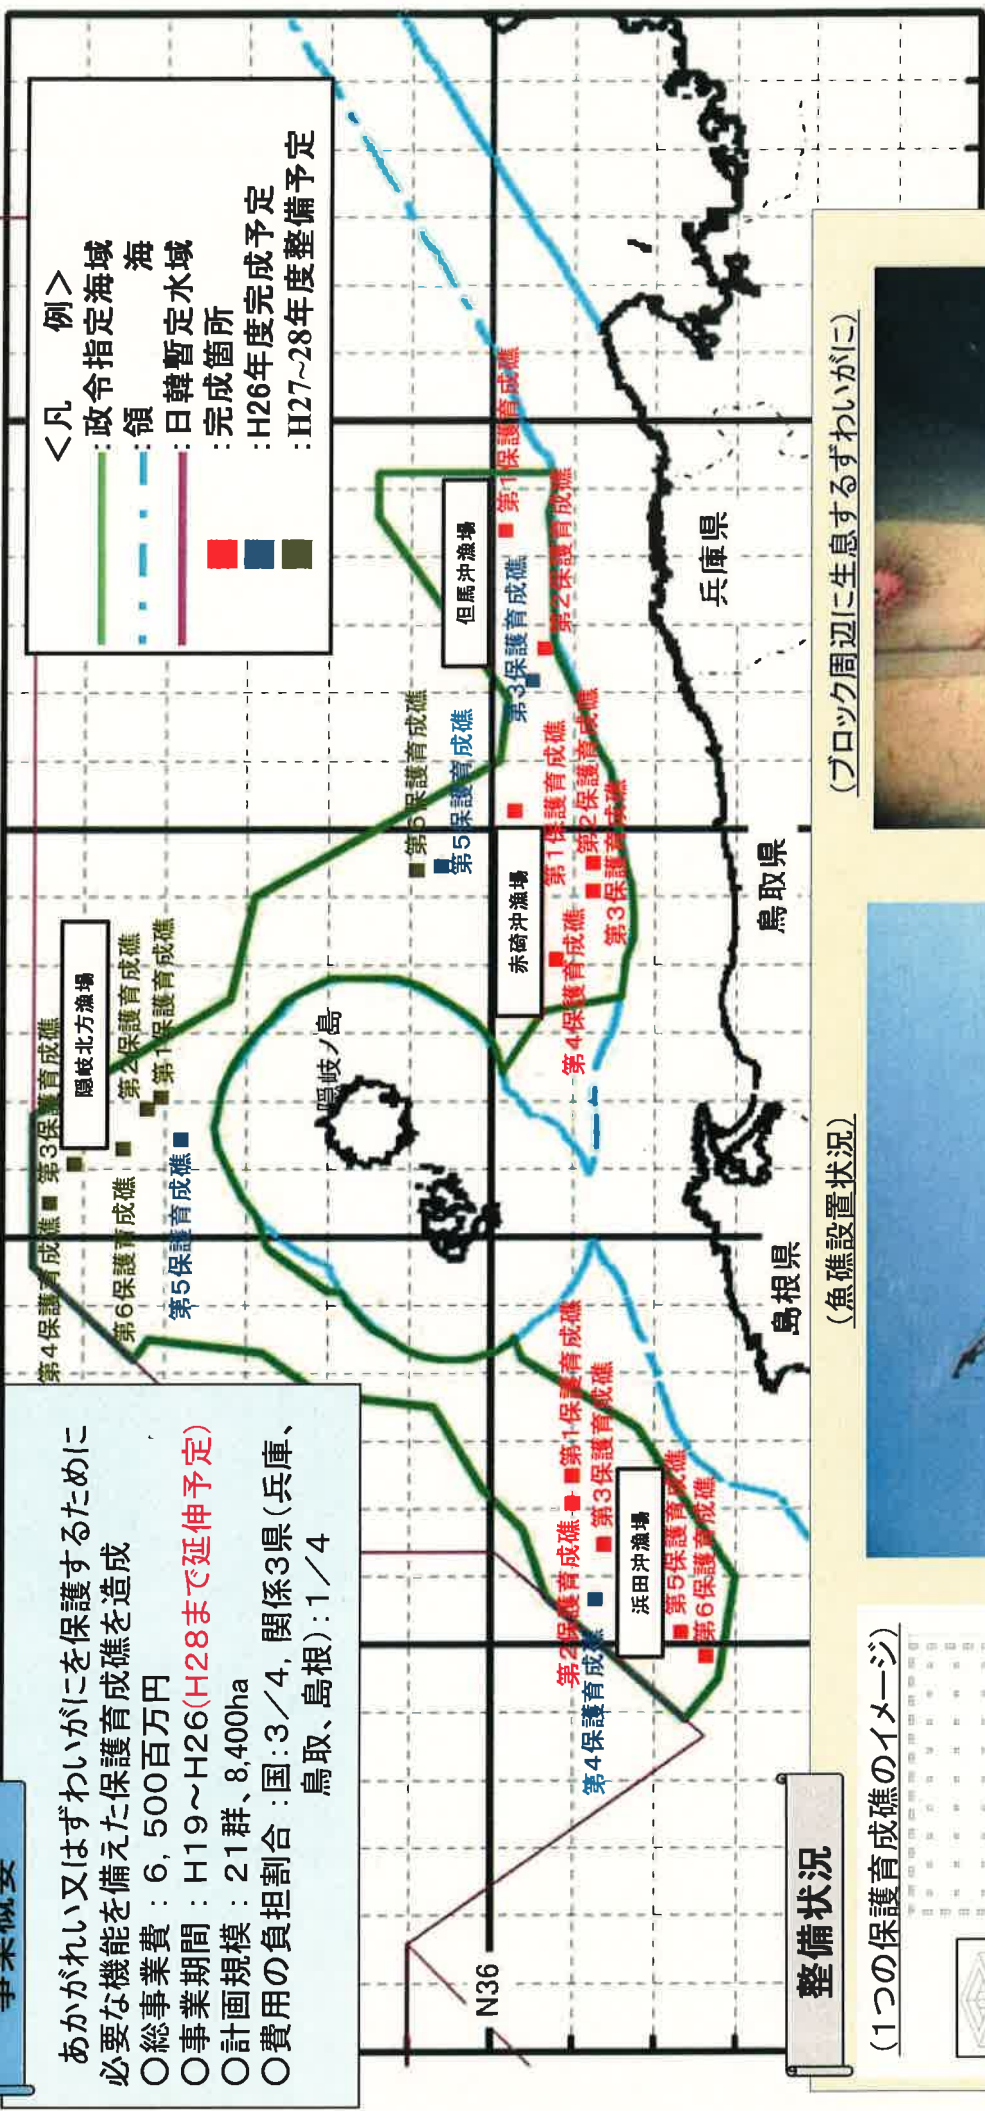 事業概要
あかがれい又はずわいがにを保護するために
必要な機能を備えた保護育成礁を造成
〇総事業費：6，500百万円
〇事業期間：H19～H26(H28まで延伸予定)
〇計画規模：21群、8,400ha
〇費用の負担割合：国：3／4, 関係3県(兵庫、
鳥取、島根)：1／4
＜凡　例＞
：政令指定海域
：領　海
：日韓暫定水域
：完成箇所
：H26年度完成予定
：H27~28年度整備予定
隠岐北方漁場
第4保護育成礁
第3保護育成礁
第2保護育成礁
第1保護育成礁
第6保護育成礁
第5保護育成礁
隠岐ノ島
但馬沖漁場
第1保護育成礁
第2保護育成礁
第3保護育成礁
赤碕沖漁場
第6保護育成礁
第5保護育成礁
第1保護育成礁
第2保護育成礁
第3保護育成礁
第4保護育成礁
浜田沖漁場
第2保護育成礁
第1保護育成礁
第3保護育成礁
第4保護育成礁
第5保護育成礁
第6保護育成礁
N36
島根県
鳥取県
兵庫県
整備状況
(1つの保護育成礁のイメージ)
(魚礁設置状況)
(ブロック周辺に生息するずわいがに)